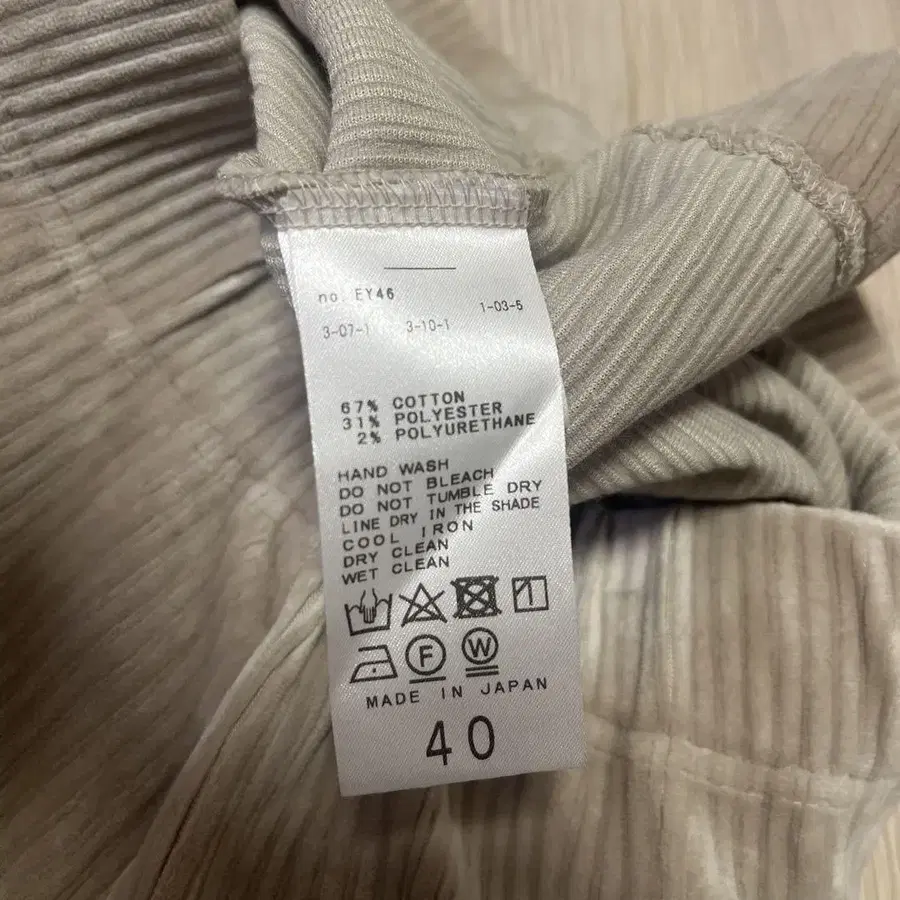 no. EY46
3-07-1 3-10-1 1-03-5
67% COTTON
31% POLYESTER
2% POLYURETHANE
HAND WASH
DO NOT BLEACH
DO NOT TUMBLE DRY
LINE DRY IN THE SHADE
COOL IRON
DRY CLEAN
WET CLEAN
F W
MADE IN JAPAN
40